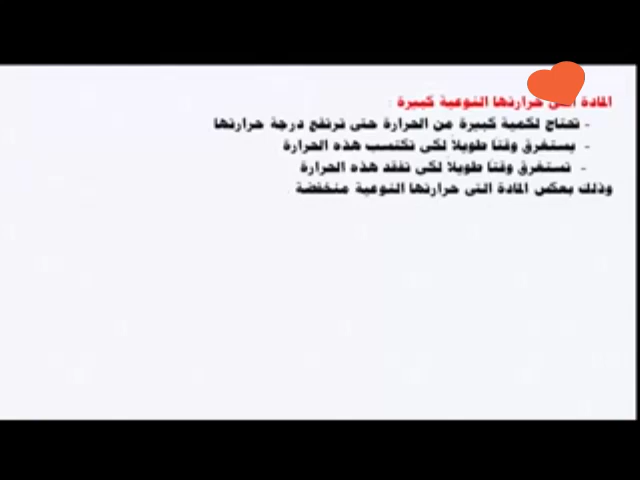 المادة التى حرارتها النوعية كبيرة :
- تحتاج لكمية كبيرة من الحرارة حتى ترتفع درجة حرارتها
- يستغرق وقتاً طويلاً لكى تكتسب هذه الحرارة
- تستغرق وقتاً طويلاً لكى تفقد هذه الحرارة
وذلك بعكس المادة التى حرارتها النوعية منخفضة